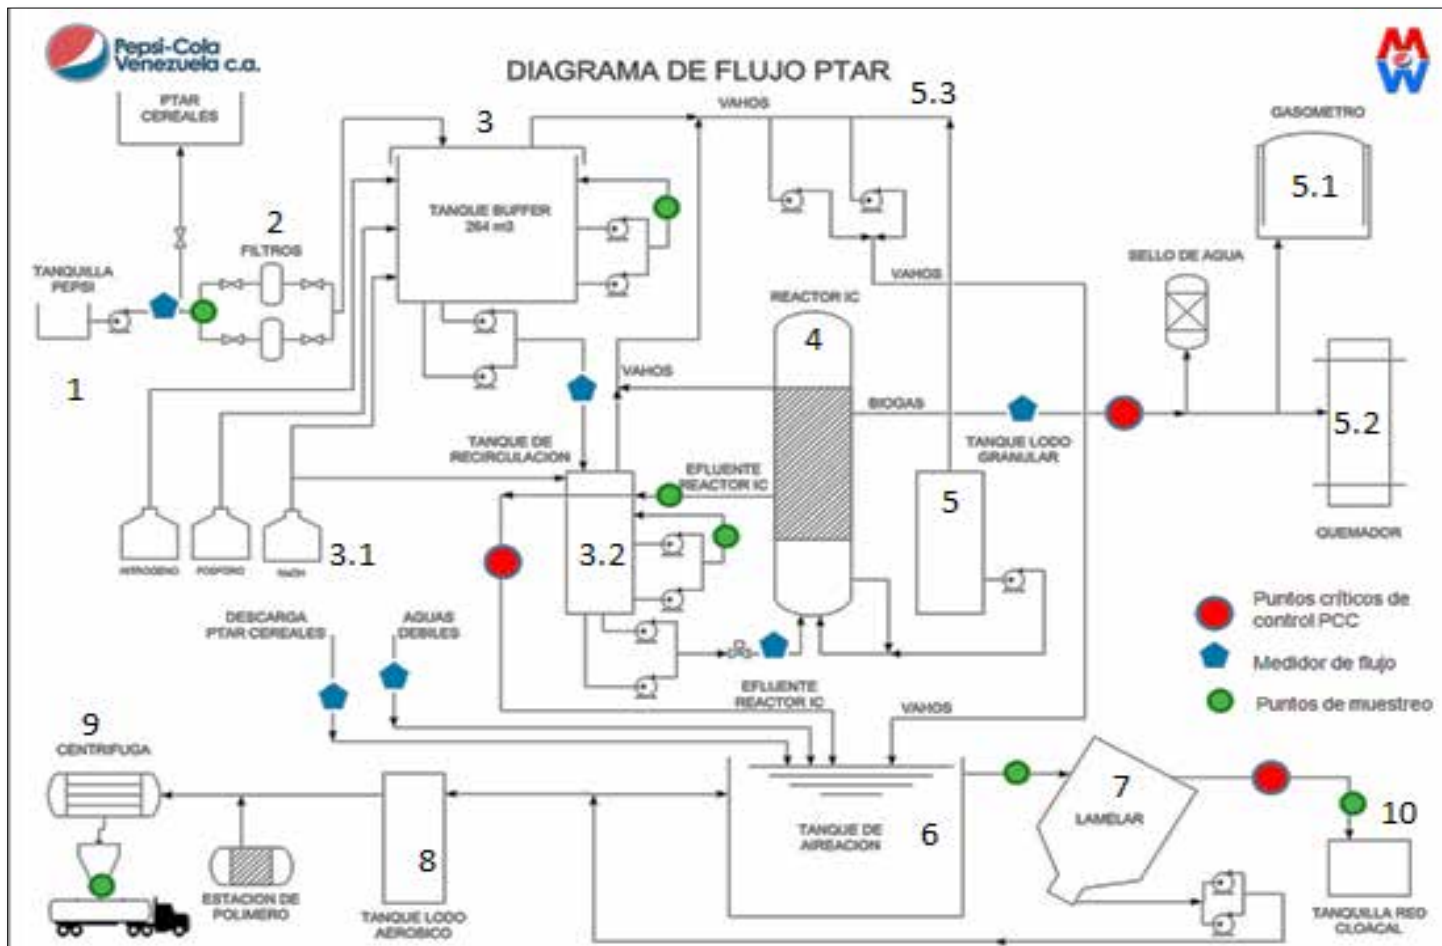 Pepsi-Cola
Venezuela c.a.
DIAGRAMA DE FLUJO PTAR
MW
PTAR
CEREALES
3
VAHOS
5.3
GASOMETRO
5.1
2
FILTROS
TANQUE BUFFER
264 m3
TANQUILLA
PEPSI
SELLO DE AGUA
VAHOS
REACTOR IC
4
1
VAHOS
BIOGAS
5.2
TANQUE DE
RECIRCULACION
TANQUE LODO
GRANULAR
EFLUENTE
REACTOR IC
5
QUEMADOR
3.1
3.2
NITROGENO
FOSFORO
NaOH
DESCARGA
PTAR CEREALES
AGUAS
DEBILES
Puntos críticos de
control PCC
Medidor de flujo
Puntos de muestreo
EFLUENTE
REACTOR IC
VAHOS
9
CENTRIFUGA
7
LAMELAR
TANQUE DE
AIREACION
6
10
8
ESTACION DE
POLIMERO
TANQUE LODO
AEROBICO
TANQUILLA RED
CLOACAL